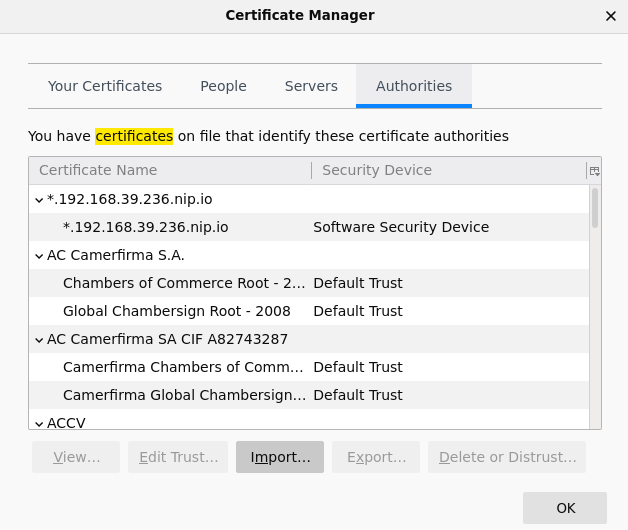 Certificate Manager
Your Certificates People Servers Authorities
You have certificates on file that identify these certificate authorities
Certificate Name Security Device
*.192.168.39.236.nip.io
*.192.168.39.236.nip.io Software Security Device
AC Camerfirma S.A.
Chambers of Commerce Root - 2... Default Trust
Global Chambersign Root - 2008 Default Trust
AC Camerfirma SA CIF A82743287
Camerfirma Chambers of Comm... Default Trust
Camerfirma Global Chambersign... Default Trust
ACCV
View... Edit Trust... Import... Export... Delete or Distrust...
OK